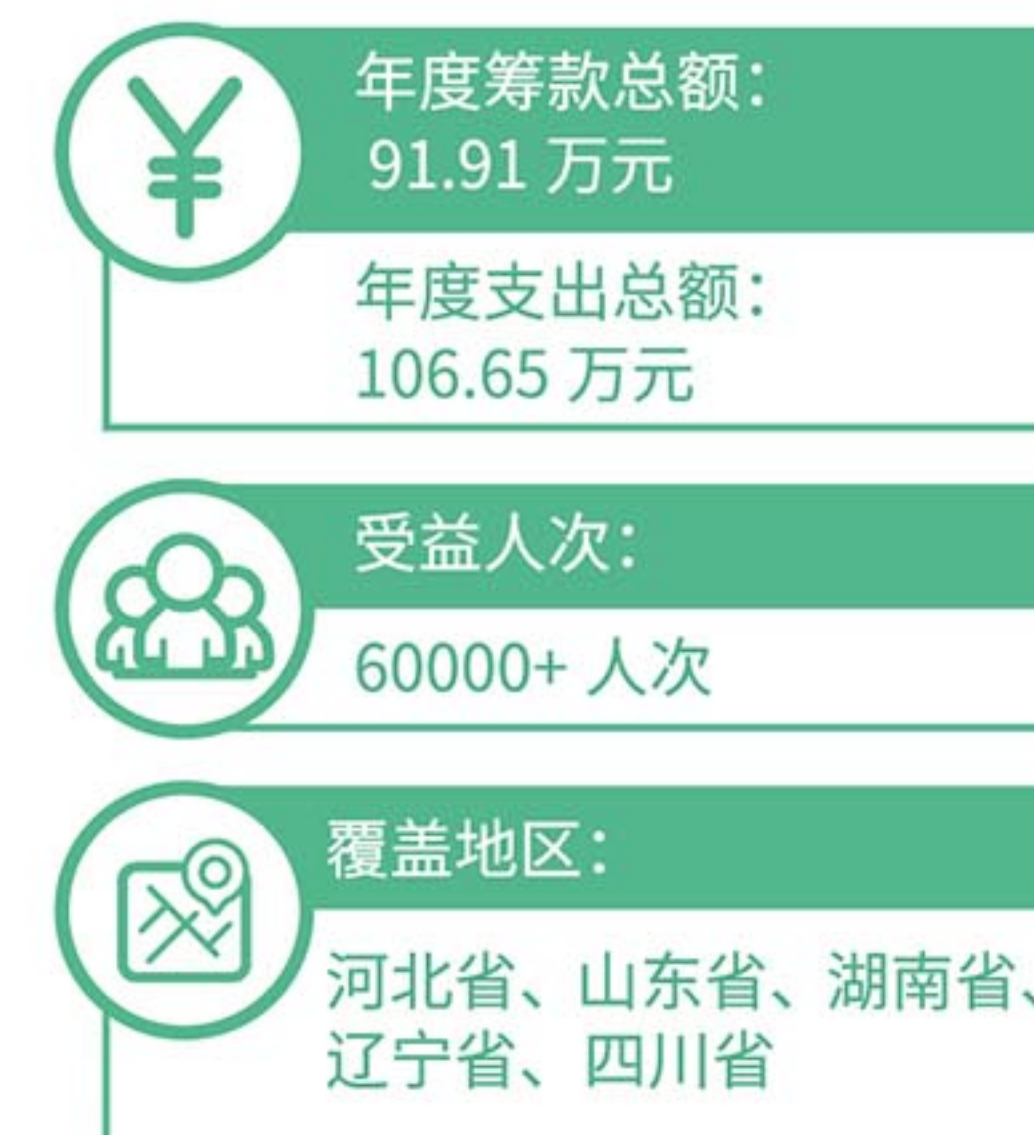 年度筹款总额：
91.91 万元
年度支出总额：
106.65 万元
受益人次：
60000+ 人次
覆盖地区：
河北省、山东省、湖南省、
辽宁省、四川省